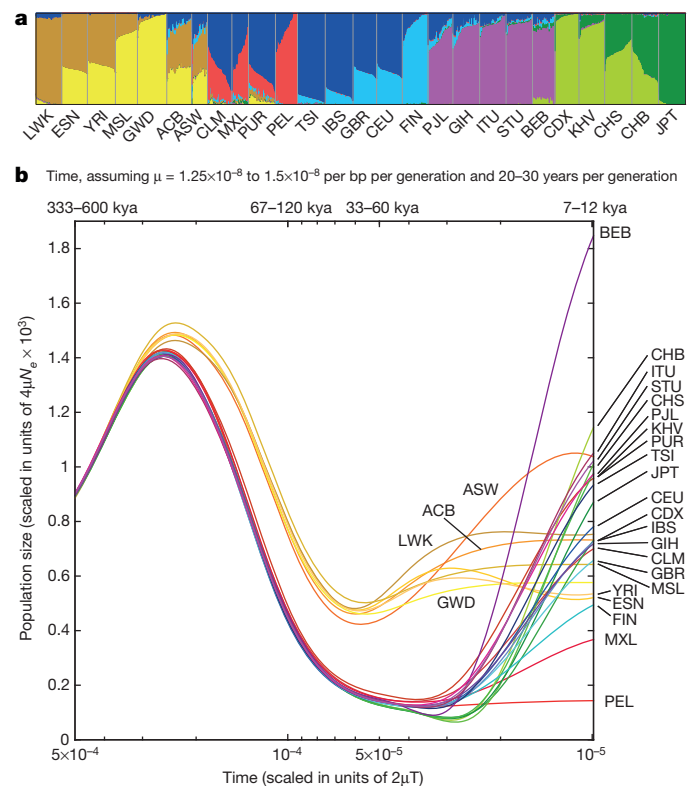 a
LWK ESN YRI MSL GWD ACB ASW CLM MXL PUR PEL TSI IBS GBR CEU FIN PJL GIH ITU STU BEB CDX KHV CHS CHB JPT
b Time, assuming μ = 1.25×10⁻⁸ to 1.5×10⁻⁸ per bp per generation and 20–30 years per generation
333–600 kya 67–120 kya 33–60 kya 7–12 kya
Population size (scaled in units of 4μNₑ × 10³)
1.8
1.6
1.4
1.2
1
0.8
0.6
0.4
0.2
0
BEB
CHB
ITU
STU
CHS
PJL
KHV
PUR
TSI
JPT
CEU
CDX
IBS
GIH
CLM
GBR
MSL
YRI
ESN
FIN
MXL
PEL
ASW
ACB
LWK
GWD
5×10⁻⁴ 10⁻⁴ 5×10⁻⁵ 10⁻⁵
Time (scaled in units of 2μT)